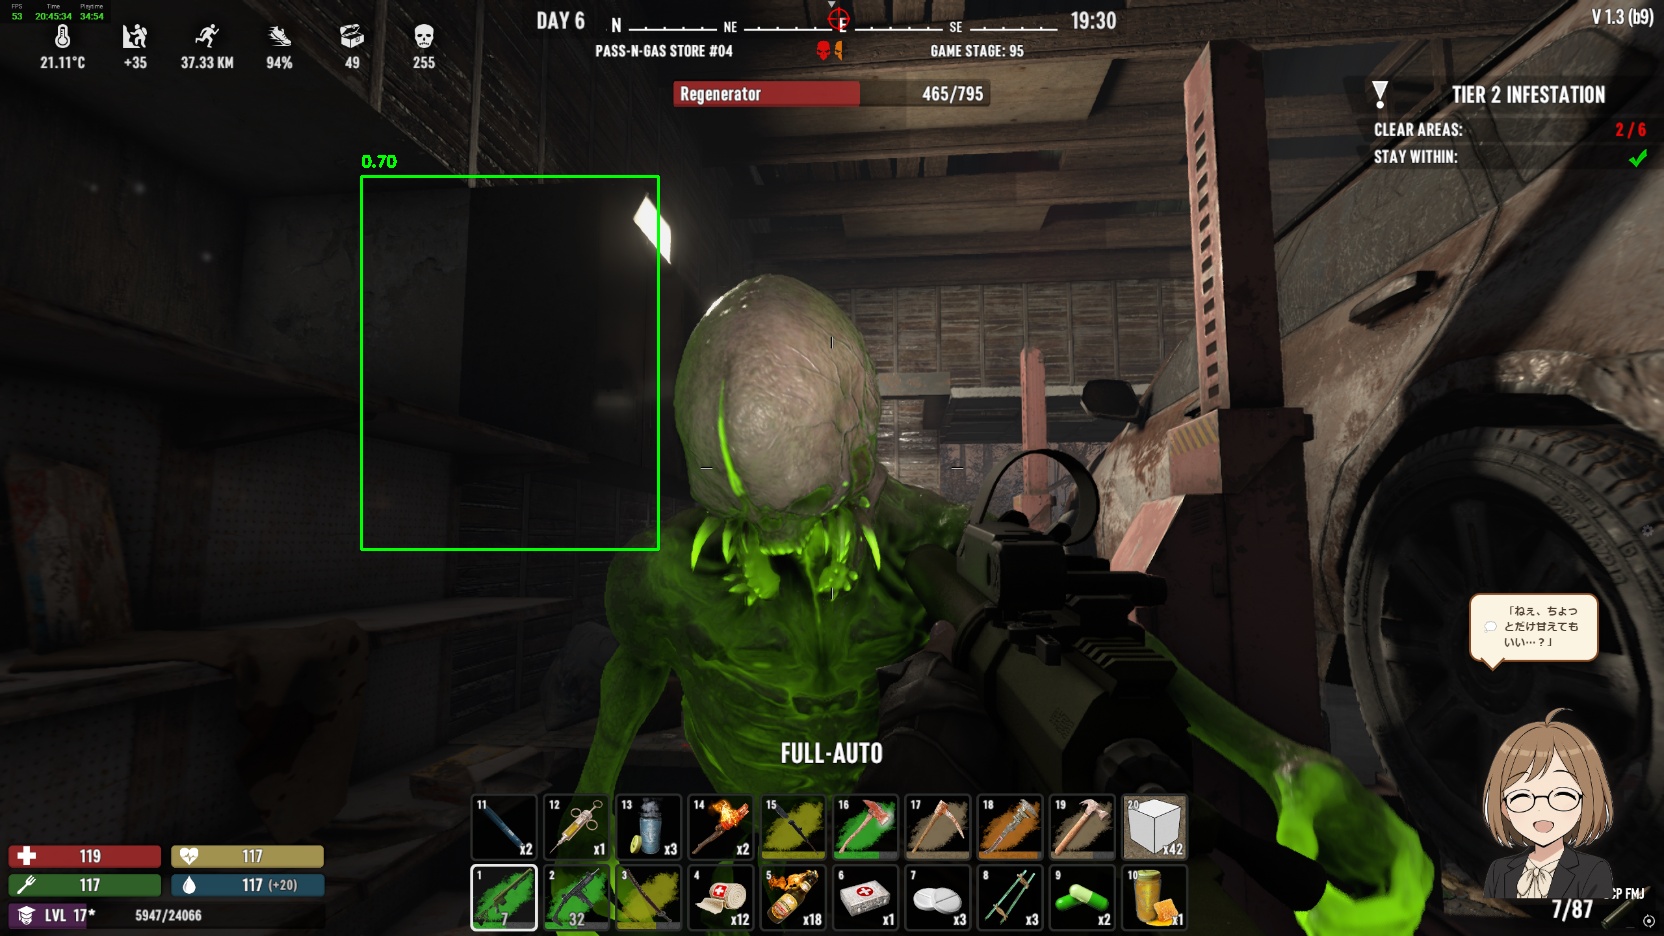 FPS Time Playtime
53 20:45:34 34:54
21.11°C +35 37.33 KM 94% 49 255
DAY 6 N NE E SE 19:30
PASS-N-GAS STORE #04 GAME STAGE: 95
V 1.3 (b9)
Regenerator 465/795
TIER 2 INFESTATION
CLEAR AREAS: 2 / 6
STAY WITHIN:
0.70
「ねえ、ちょっ
とだけ甘えても
いい…？」
FULL-AUTO
11 x2 12 x1 13 x3 14 x2 15 16 17 18 19 20 x42
1 7 2 32 3 4 x12 5 x18 6 x1 7 x3 8 x3 9 x2 10 x1
119 117
117 117 (+20)
LVL 17* 5947/24066
CP FMJ
7/87